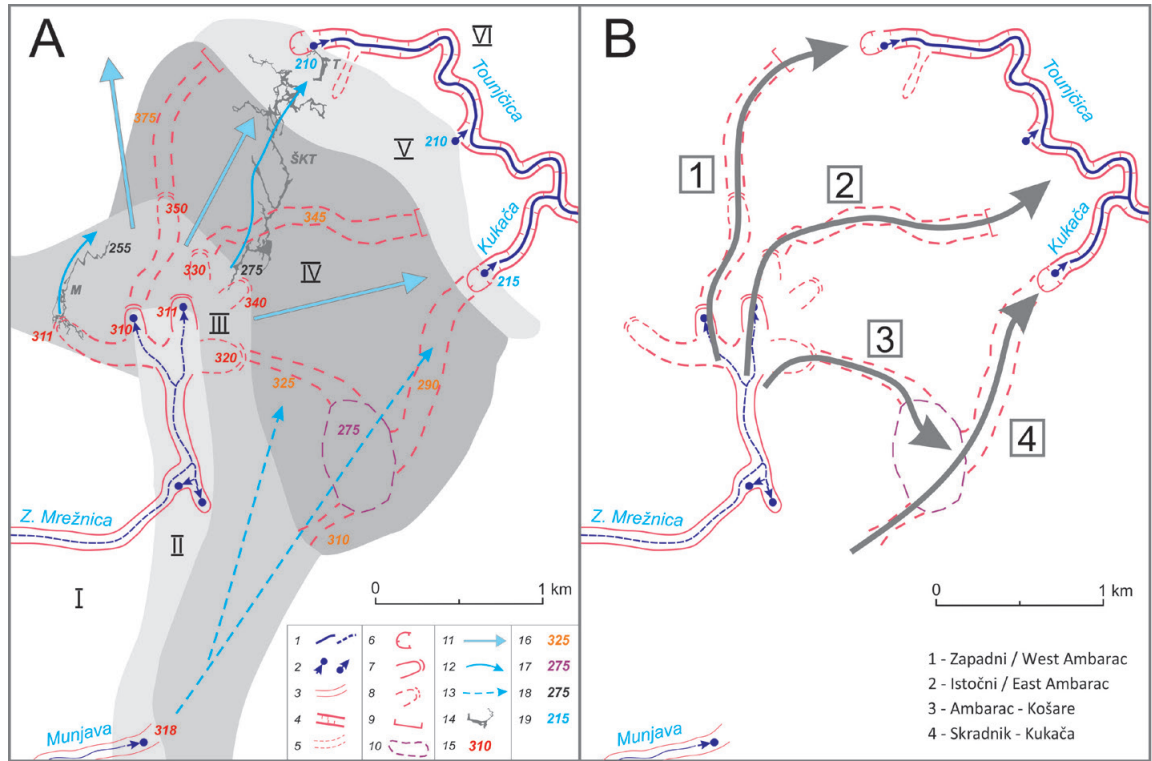 A
210
T
VI
Tounjčica
375
V
210
ŠKT
350
345
Kukača
255
330
275
IV
215
M
340
311
310
311
III
320
325
290
275
Z. Mrežnica
310
II
I
0 1 km
1 6 11 16 325
2 7 12 17 275
3 8 13 18 275
4 9 14 19 215
5 10 15 310
Munjava
318
B
Tounjčica
1
2
Kukača
3
4
Z. Mrežnica
0 1 km
1 - Zapadni / West Ambarac
2 - Istočni / East Ambarac
3 - Ambarac - Košare
4 - Skradnik - Kukača
Munjava